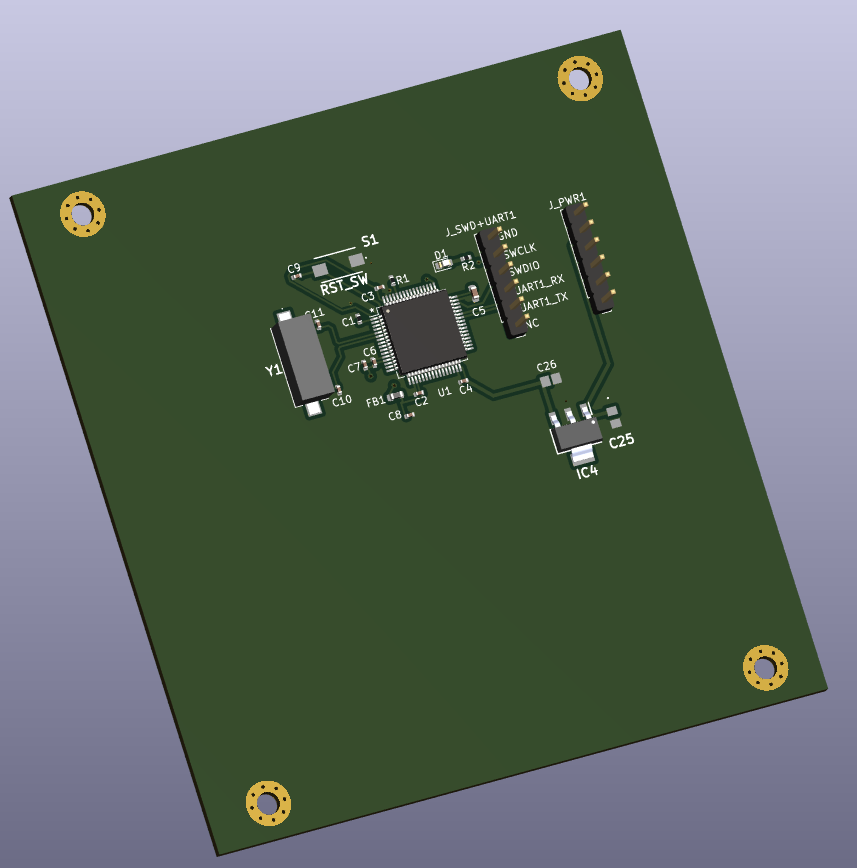 J_PWR1
J_SWD+UART1
GND
SWCLK
SWDIO
UART1_RX
UART1_TX
NC
S1
RST_SW
C9
D1
R2
R1
C3
C5
C1
C11
Y1
C6
C7
C10
FB1
C2
U1
C4
C8
C26
C25
IC4